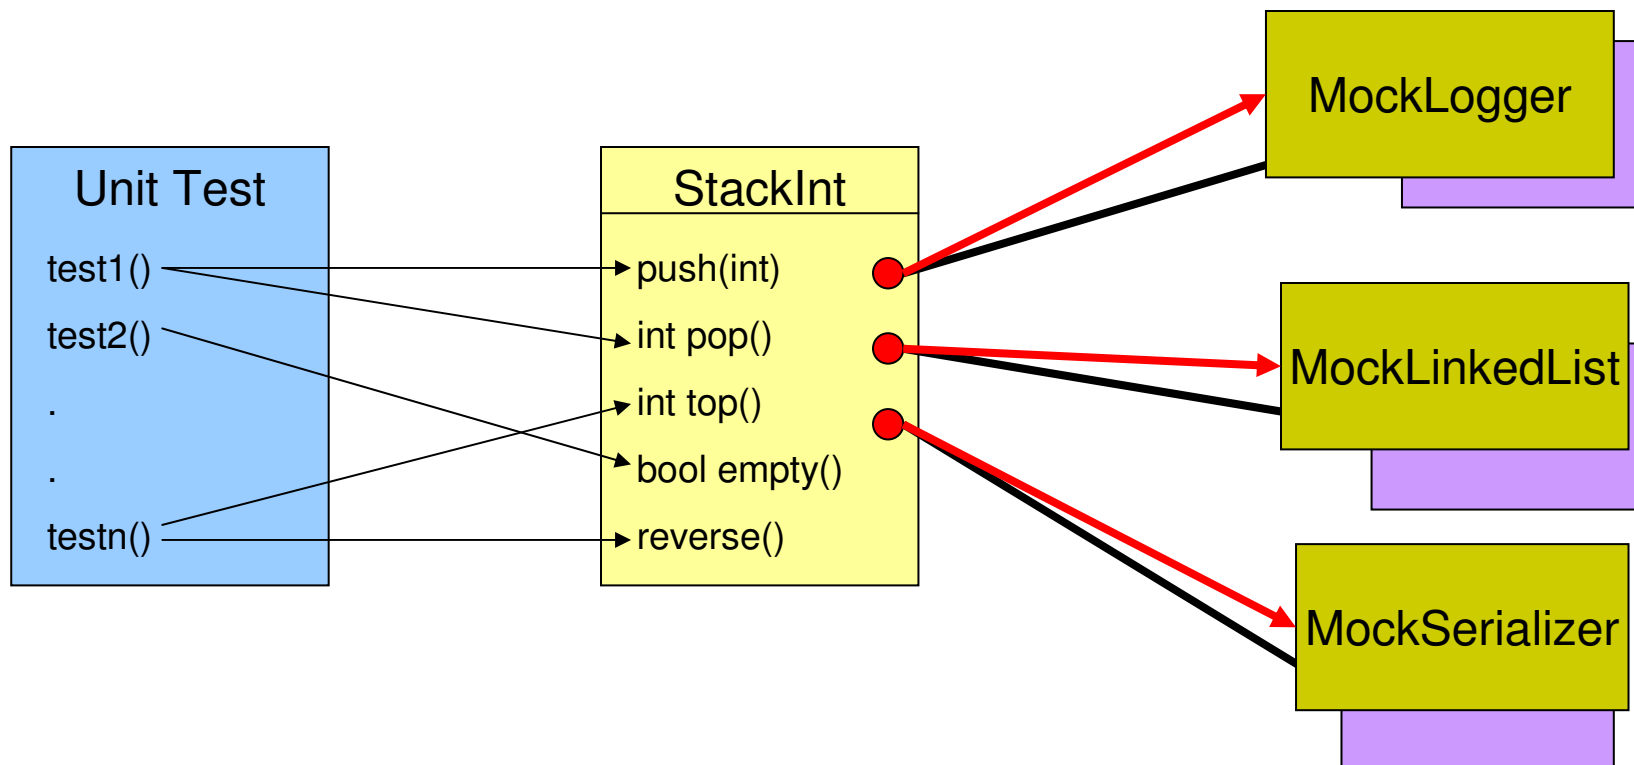 Unit Test
test1()
test2()
.
.
testn()
StackInt
push(int)
int pop()
int top()
bool empty()
reverse()
MockLogger
MockLinkedList
MockSerializer